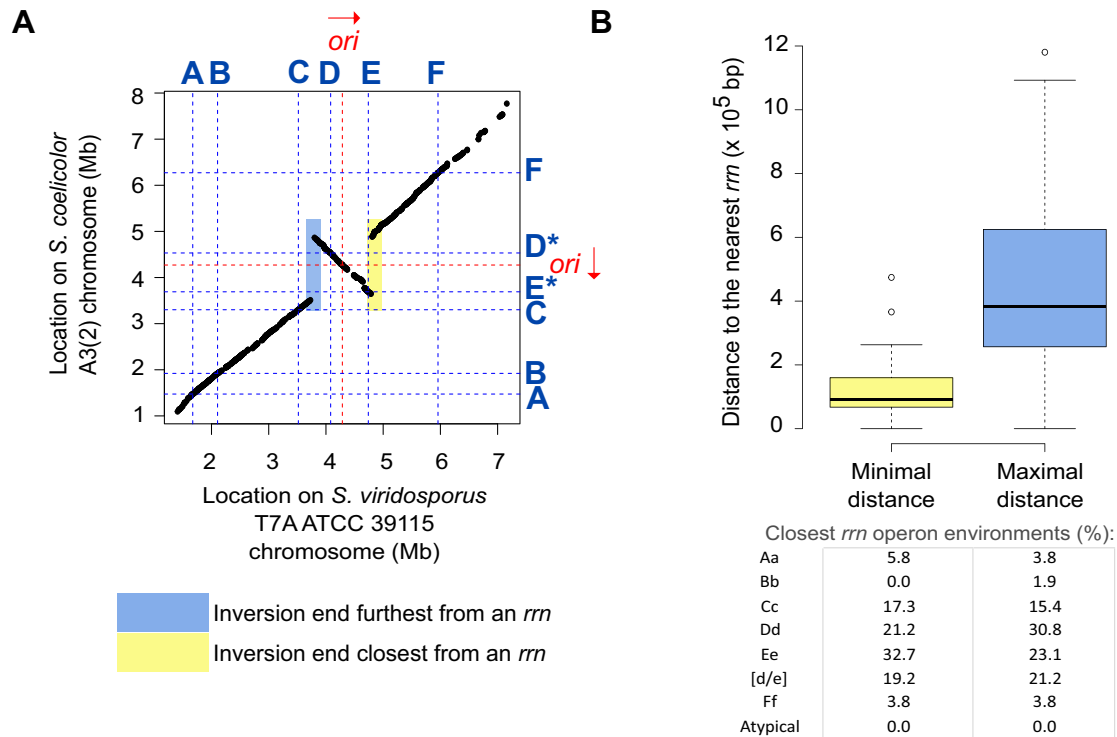 A
ori
A B C D E F
Location on S. coelicolor
A3(2) chromosome (Mb)
8
7
6
5
4
3
2
1
F
D*
ori
E*
C
B
A
2 3 4 5 6 7
Location on S. viridosporus
T7A ATCC 39115
chromosome (Mb)
Inversion end furthest from an rrn
Inversion end closest from an rrn
B
Distance to the nearest rrn (x 10^5 bp)
12
10
8
6
4
2
0
Minimal distance
Maximal distance
Closest rrn operon environments (%):
Aa 5.8 3.8
Bb 0.0 1.9
Cc 17.3 15.4
Dd 21.2 30.8
Ee 32.7 23.1
[d/e] 19.2 21.2
Ff 3.8 3.8
Atypical 0.0 0.0